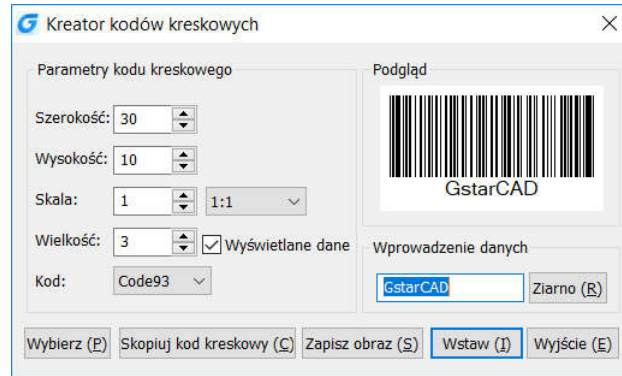 Kreator kodów kreskowych
Parametry kodu kreskowego
Szerokość: 30
Wysokość: 10
Skala: 1 1:1
Wielkość: 3 Wyświetlane dane
Kod: Code93
Podgląd
GstarCAD
Wprowadzenie danych
GstarCAD Ziarno (R)
Wybierz (P) Skopiuj kod kreskowy (C) Zapisz obraz (S) Wstaw (I) Wyjście (E)